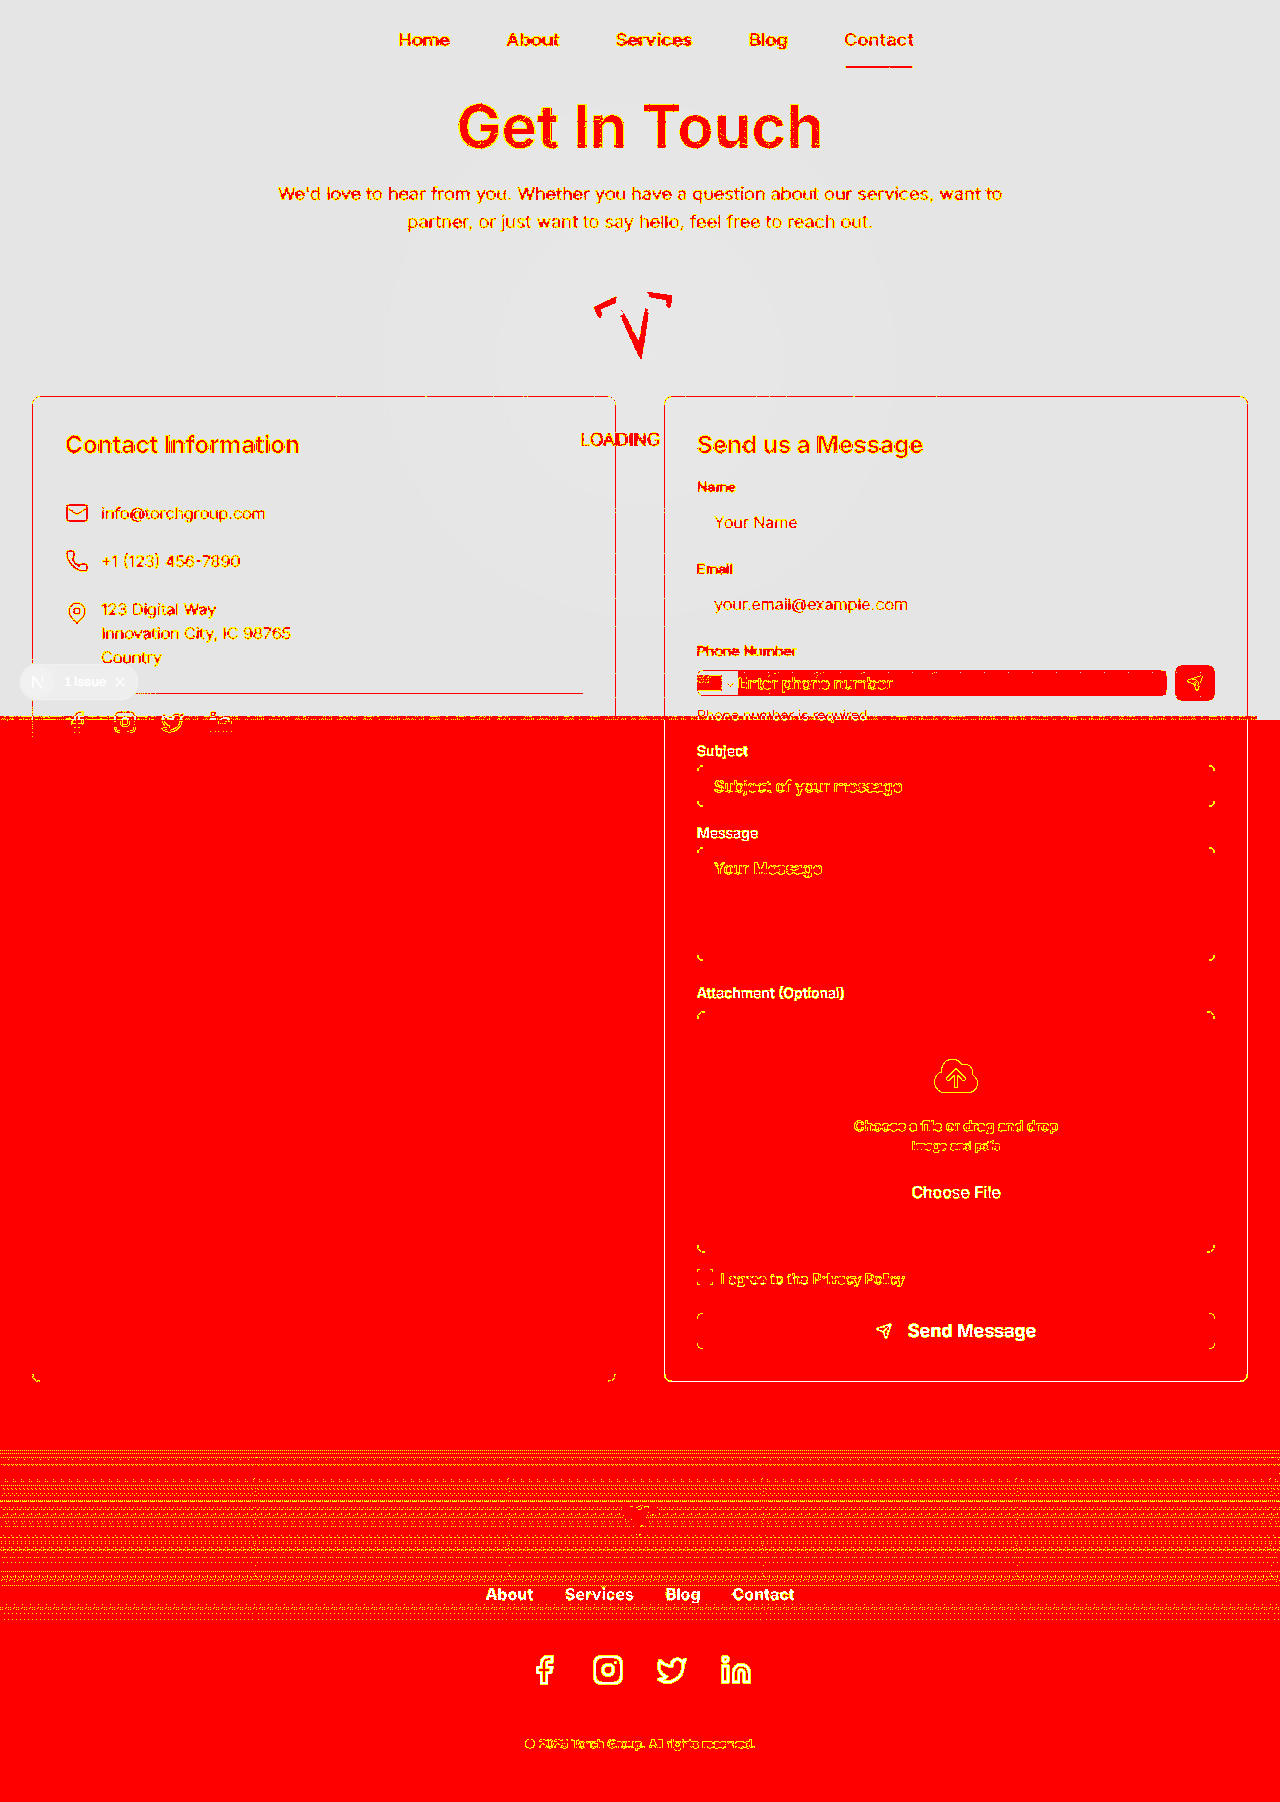 Home About Services Blog Contact
Get In Touch
We'd love to hear from you. Whether you have a question about our services, want to
partner, or just want to say hello, feel free to reach out.
LOADING
Contact Information
info@torchgroup.com
+1 (123) 456-7890
123 Digital Way
Innovation City, IC 98765
Country
N 1 Issue
Send us a Message
Name
Your Name
Email
your.email@example.com
Phone Number
Enter phone number
Phone number is required
Subject
Subject of your message
Message
Your Message
Attachment (Optional)
Choose a file or drag and drop
image and pdfs
Choose File
I agree to the Privacy Policy
Send Message
About Services Blog Contact
© 2025 Torch Group. All rights reserved.